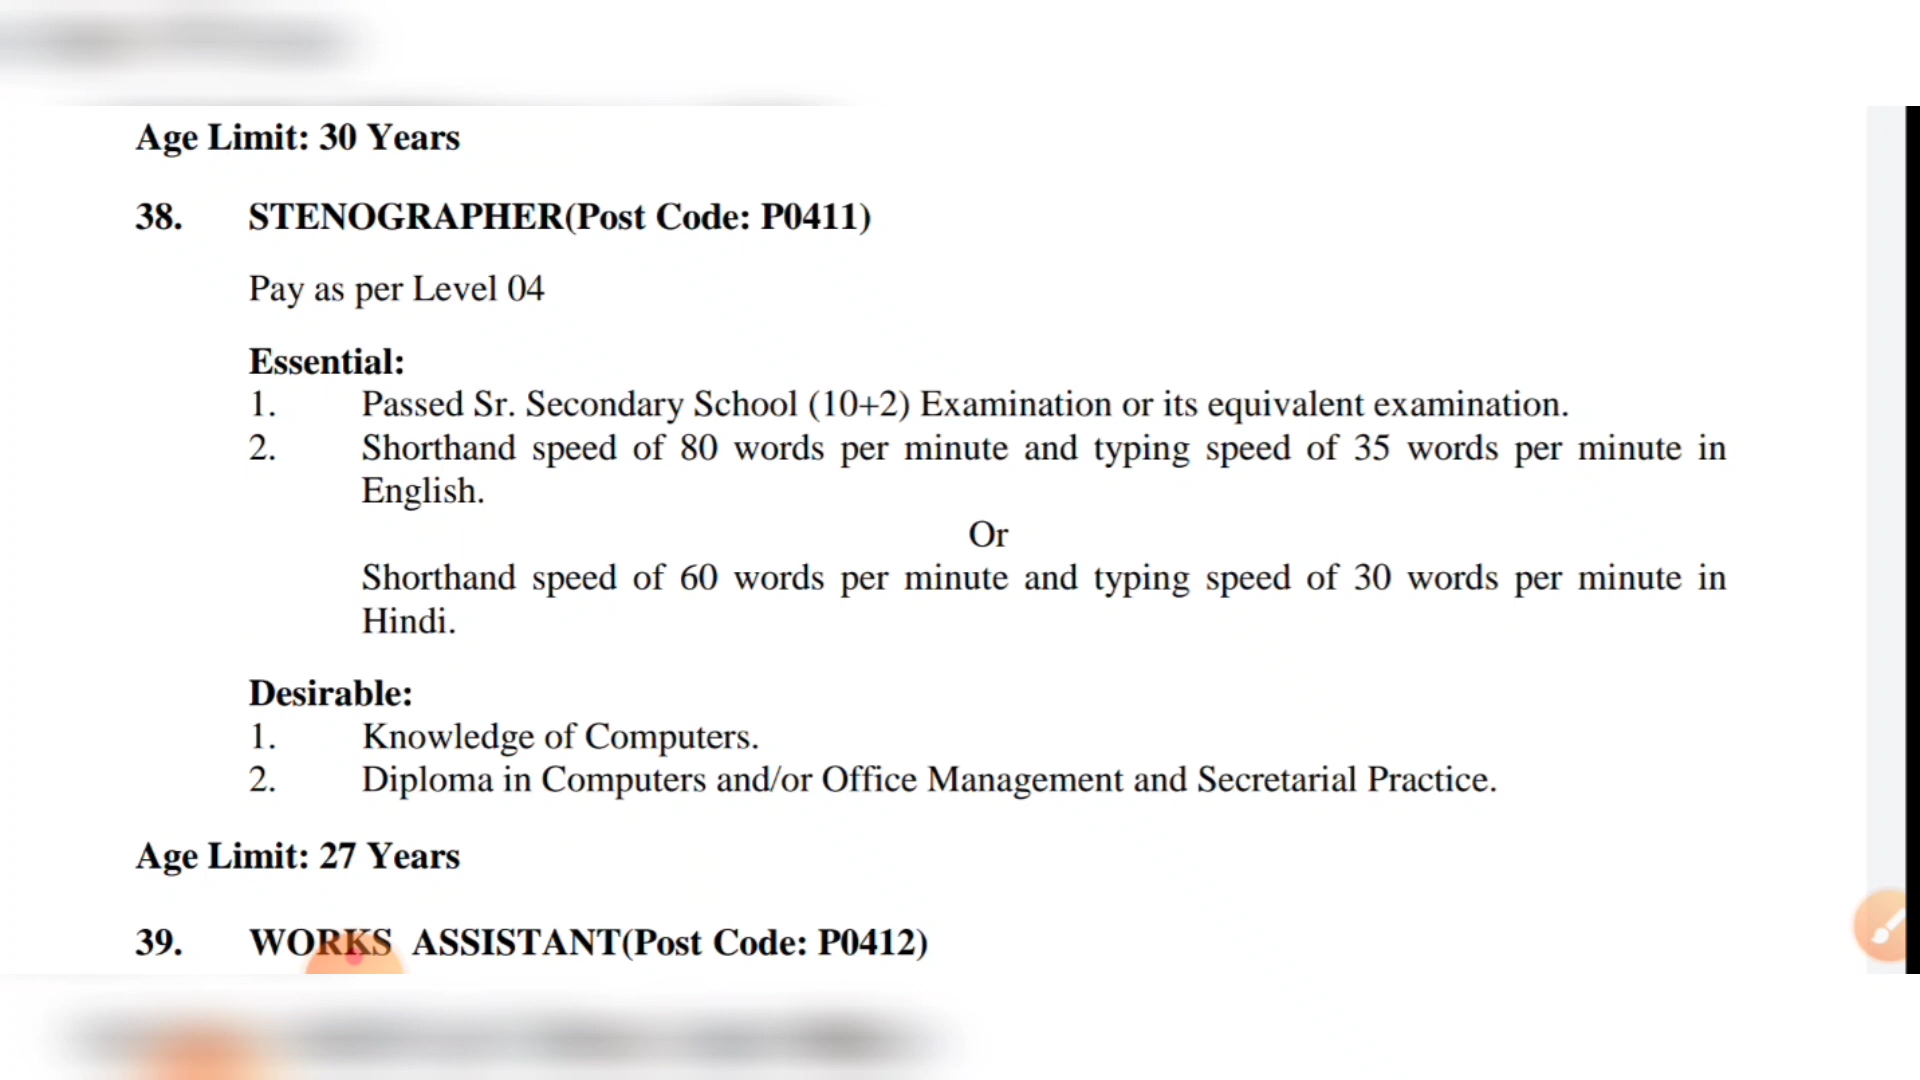 Age Limit: 30 Years
38. STENOGRAPHER(Post Code: P0411)
Pay as per Level 04
Essential:
1. Passed Sr. Secondary School (10+2) Examination or its equivalent examination.
2. Shorthand speed of 80 words per minute and typing speed of 35 words per minute in
English.
Or
Shorthand speed of 60 words per minute and typing speed of 30 words per minute in
Hindi.
Desirable:
1. Knowledge of Computers.
2. Diploma in Computers and/or Office Management and Secretarial Practice.
Age Limit: 27 Years
39. WORKS ASSISTANT(Post Code: P0412)